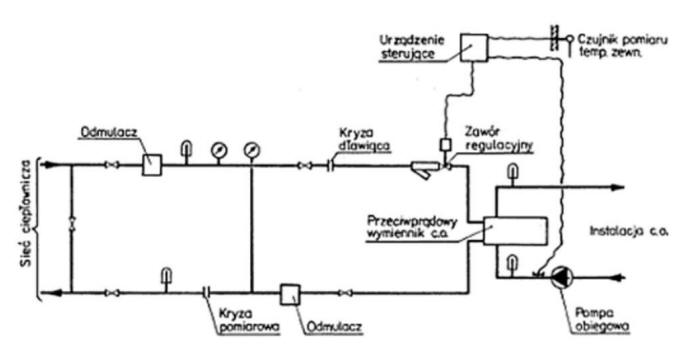 Urządzenie
sterujące
Czujnik pomiaru
temp. zewn.
Odmulacz
Kryza
dławiąca
Zawór
regulacyjny
Sieć ciepłownicza
Przeciwprądowy
wymiennik c.o.
Instalacja c.o.
Kryza
pomiarowa
Odmulacz
Pompa
obiegowa